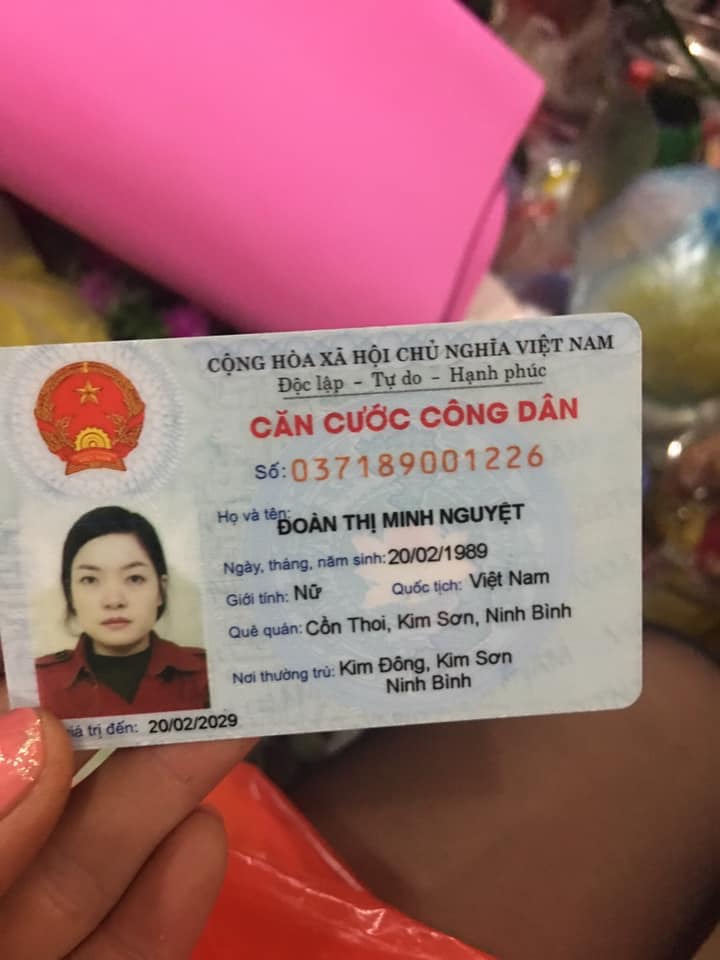 CỘNG HÒA XÃ HỘI CHỦ NGHĨA VIỆT NAM
Độc lập - Tự do - Hạnh phúc
CĂN CƯỚC CÔNG DÂN
Số: 037189001226
Họ và tên: ĐOÀN THỊ MINH NGUYỆT
Ngày, tháng, năm sinh: 20/02/1989
Giới tính: Nữ Quốc tịch: Việt Nam
Quê quán: Cồn Thoi, Kim Sơn, Ninh Bình
Nơi thường trú: Kim Đông, Kim Sơn
Ninh Bình
trị đến: 20/02/2029